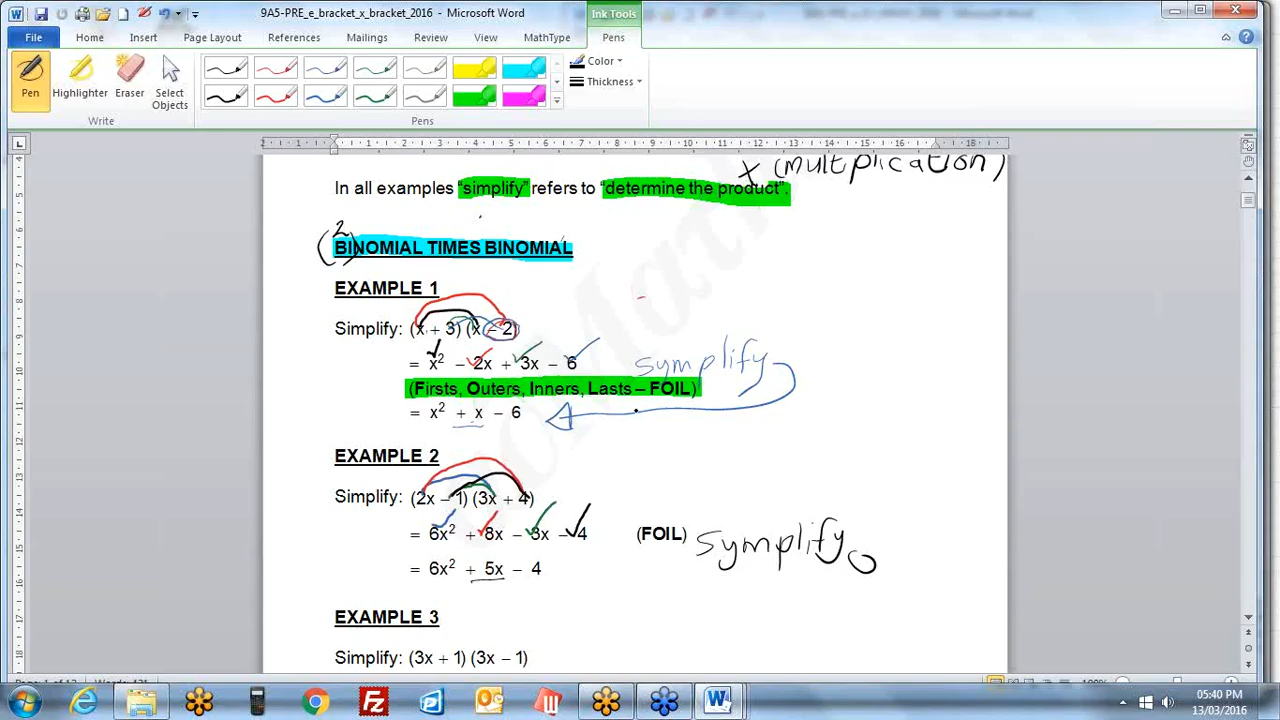 9A5-PRE_e_bracket_x_bracket_2016 - Microsoft Word
Ink Tools
File Home Insert Page Layout References Mailings Review View MathType Pens
Pen Highlighter Eraser Select Objects
Color
Thickness
Write Pens
x (multplication)
In all examples “simplify” refers to “determine the product”.
(2)
BINOMIAL TIMES BINOMIAL
EXAMPLE 1
Simplify: (x + 3) (x – 2)
= x² – 2x + 3x – 6
symplify
(Firsts, Outers, Inners, Lasts – FOIL)
= x² + x – 6
EXAMPLE 2
Simplify: (2x – 1) (3x + 4)
= 6x² + 8x – 3x – 4 (FOIL) symplify
= 6x² + 5x – 4
EXAMPLE 3
Simplify: (3x + 1) (3x – 1)
05:40 PM
13/03/2016